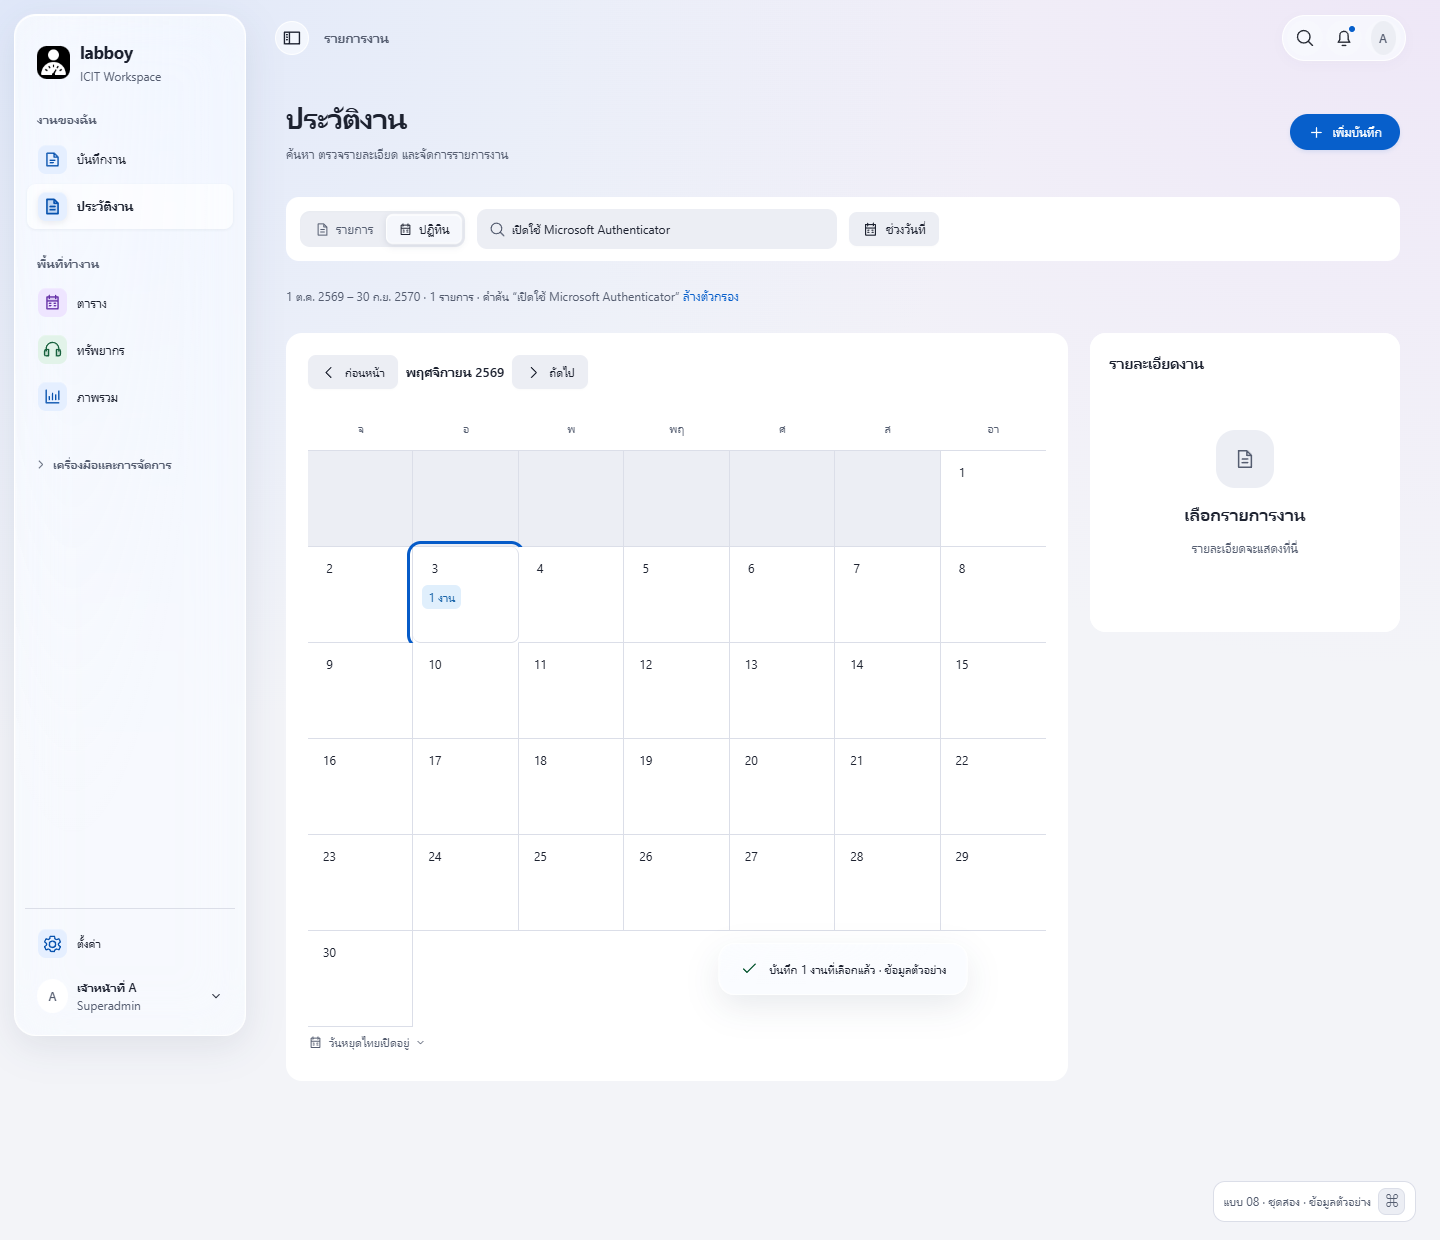 labboy
ICIT Workspace
งานของฉัน
บันทึกงาน
ประวัติงาน
พื้นที่ทำงาน
ตาราง
ทรัพยากร
ภาพรวม
เครื่องมือและการจัดการ
ตั้งค่า
A
เจ้าหน้าที่ A
Superadmin
รายการงาน
A
ประวัติงาน
ค้นหา ตรวจรายละเอียด และจัดการรายการงาน
เพิ่มบันทึก
รายการ
ปฏิทิน
เปิดใช้ Microsoft Authenticator
ช่วงวันที่
1 ต.ค. 2569 – 30 ก.ย. 2570 · 1 รายการ · คำค้น “เปิดใช้ Microsoft Authenticator” ล้างตัวกรอง
ก่อนหน้า
พฤศจิกายน 2569
ถัดไป
จ อ พ พฤ ศ ส อา
1
2 3 4 5 6 7 8
1 งาน
9 10 11 12 13 14 15
16 17 18 19 20 21 22
23 24 25 26 27 28 29
30
บันทึก 1 งานที่เลือกแล้ว · ข้อมูลตัวอย่าง
วันหยุดไทยเปิดอยู่
รายละเอียดงาน
เลือกรายการงาน
รายละเอียดจะแสดงที่นี่
แบบ 08 · ชุดสอง · ข้อมูลตัวอย่าง ⌘